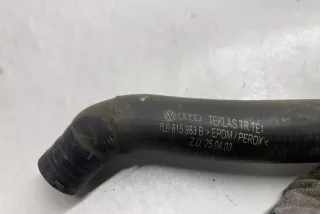 TEKLAS TR TE1
7L0 815 983 B >EPDM/PEROX<
Z.D 25.04.03